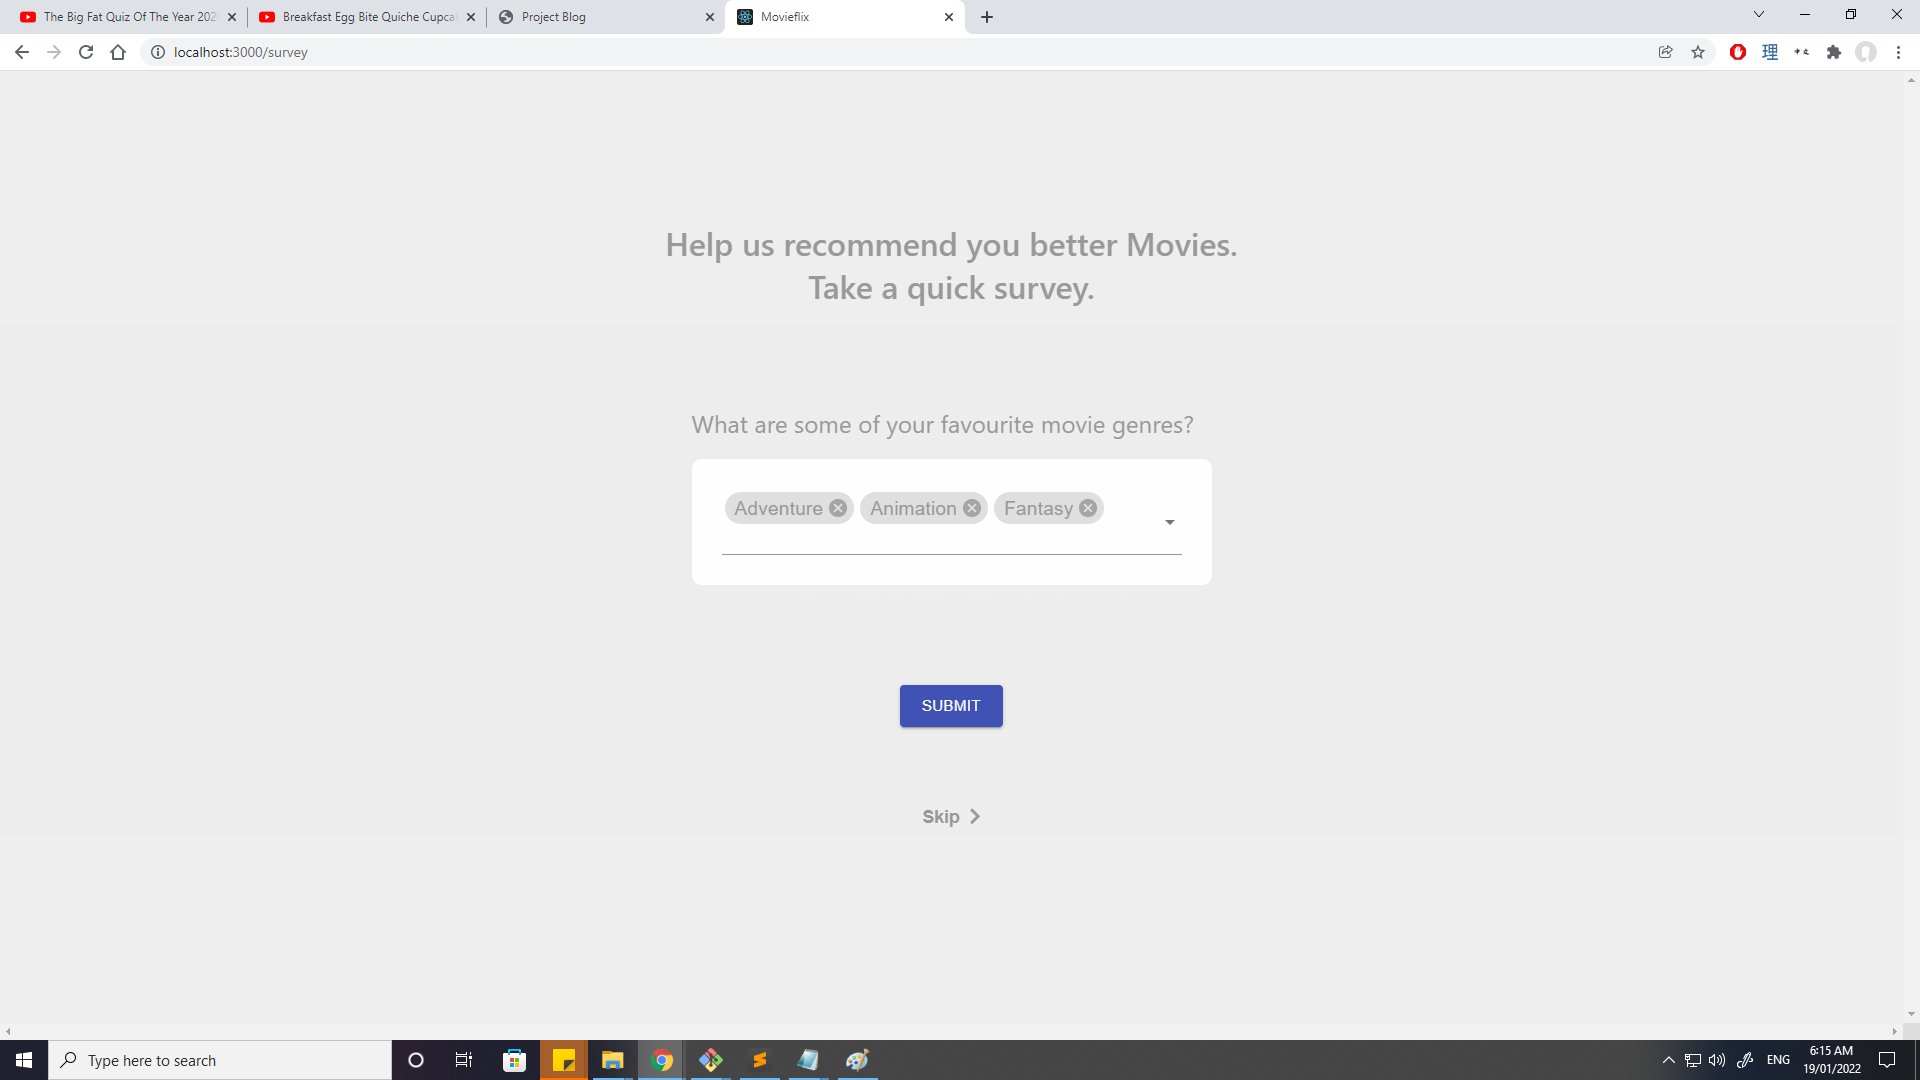 The Big Fat Quiz Of The Year 202
Breakfast Egg Bite Quiche Cupca
Project Blog
Movieflix
localhost:3000/survey
理
Help us recommend you better Movies.
Take a quick survey.
What are some of your favourite movie genres?
Adventure Animation Fantasy
SUBMIT
Skip
Type here to search
ENG
6:15 AM
19/01/2022